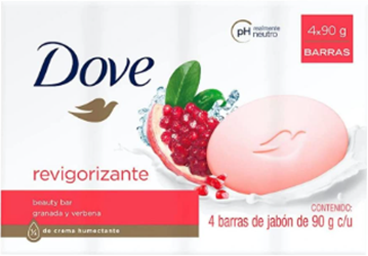 pH realmente
neutro
4x90 g
BARRAS
Dove
revigorizante
beauty bar
granada y verbena
¼ de crema humectante
Dove
CONTENIDO:
4 barras de jabón de 90 g c/u